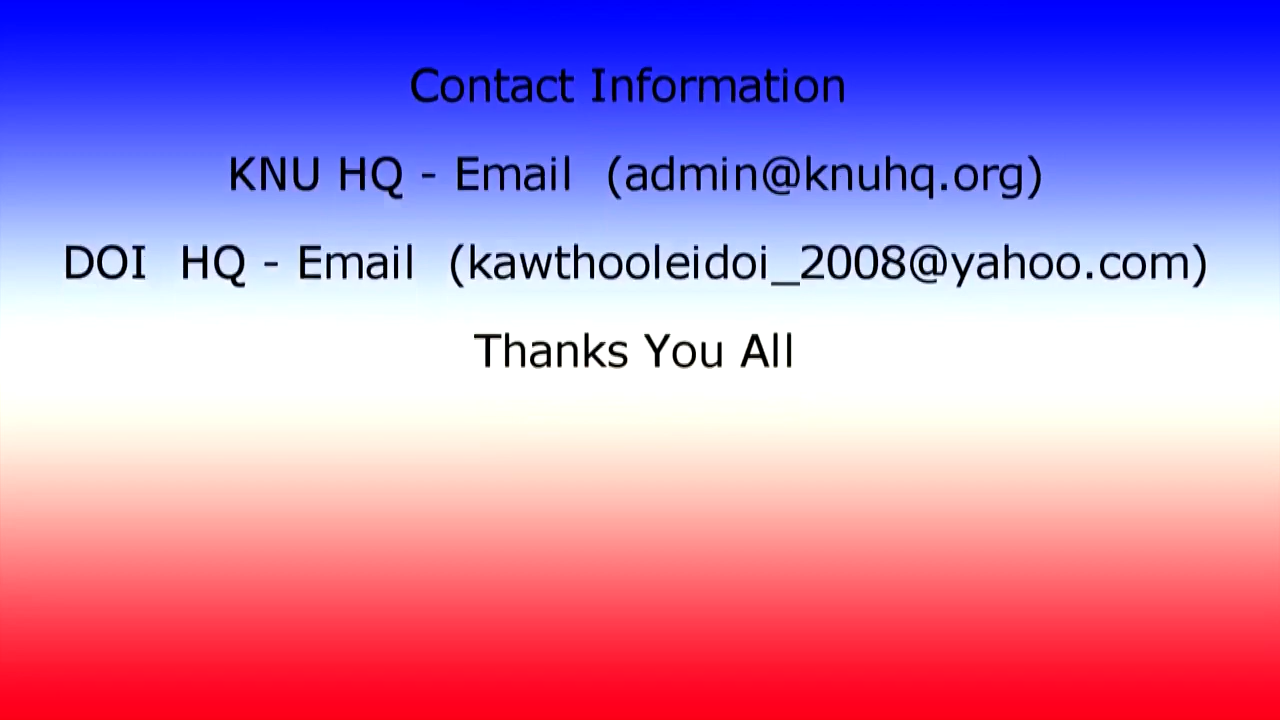 Contact Information
KNU HQ - Email (admin@knuhq.org)
DOI HQ - Email (kawthooleidoi_2008@yahoo.com)
Thanks You All